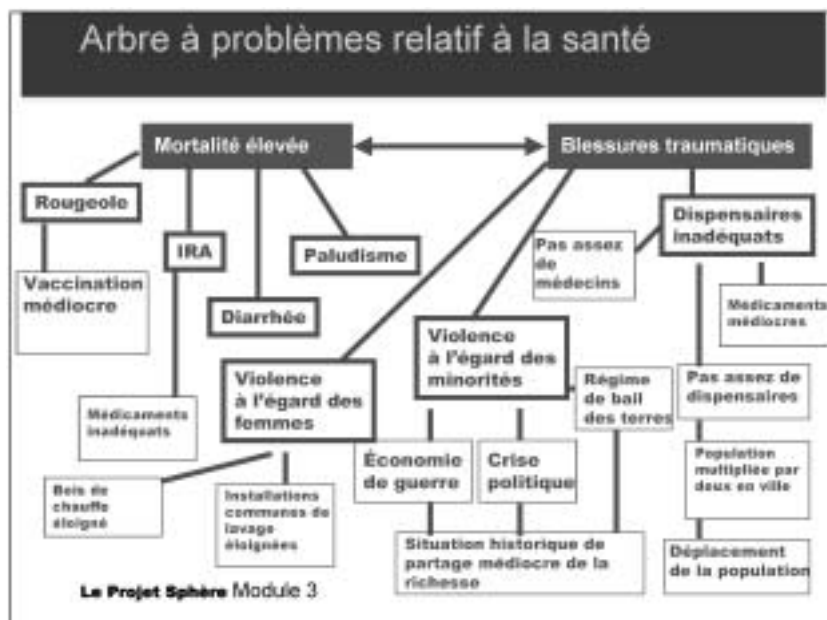 Arbre à problèmes relatif à la santé
Mortalité élevée
Blessures traumatiques
Rougeole
IRA
Paludisme
Pas assez
de
médecins
Dispensaires
inadéquats
Vaccination
médiocre
Diarrhée
Médicaments
médiocres
Violence
à l'égard des
femmes
Violence
à l'égard des
minorités
Régime
de bail
des terres
Pas assez de
dispensaires
Médicaments
inadéquats
Économie
de guerre
Crise
politique
Population
multipliée par
deux en ville
Bois de
chauffe
éloigné
Installations
communes de
lavage
éloignées
Situation historique de
partage médiocre de la
richesse
Déplacement
de la population
Le Projet Sphère Module 3